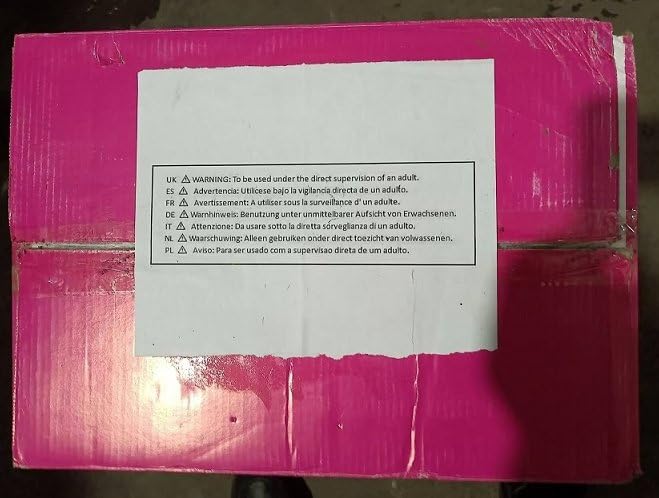 UK ⚠ WARNING: To be used under the direct supervision of an adult.
ES ⚠ Advertencia: Utilícese bajo la vigilancia directa de un adulto.
FR ⚠ Avertissement: A utiliser sous la surveillance d' un adulte.
DE ⚠ Warnhinweis: Benutzung unter unmittelbarer Aufsicht von Erwachsenen.
IT ⚠ Attenzione: Da usare sotto la diretta sorveglianza di un adulto.
NL ⚠ Waarschuwing: Alleen gebruiken onder direct toezicht van volwassenen.
PL ⚠ Aviso: Para ser usado com a supervisao direta de um adulto.